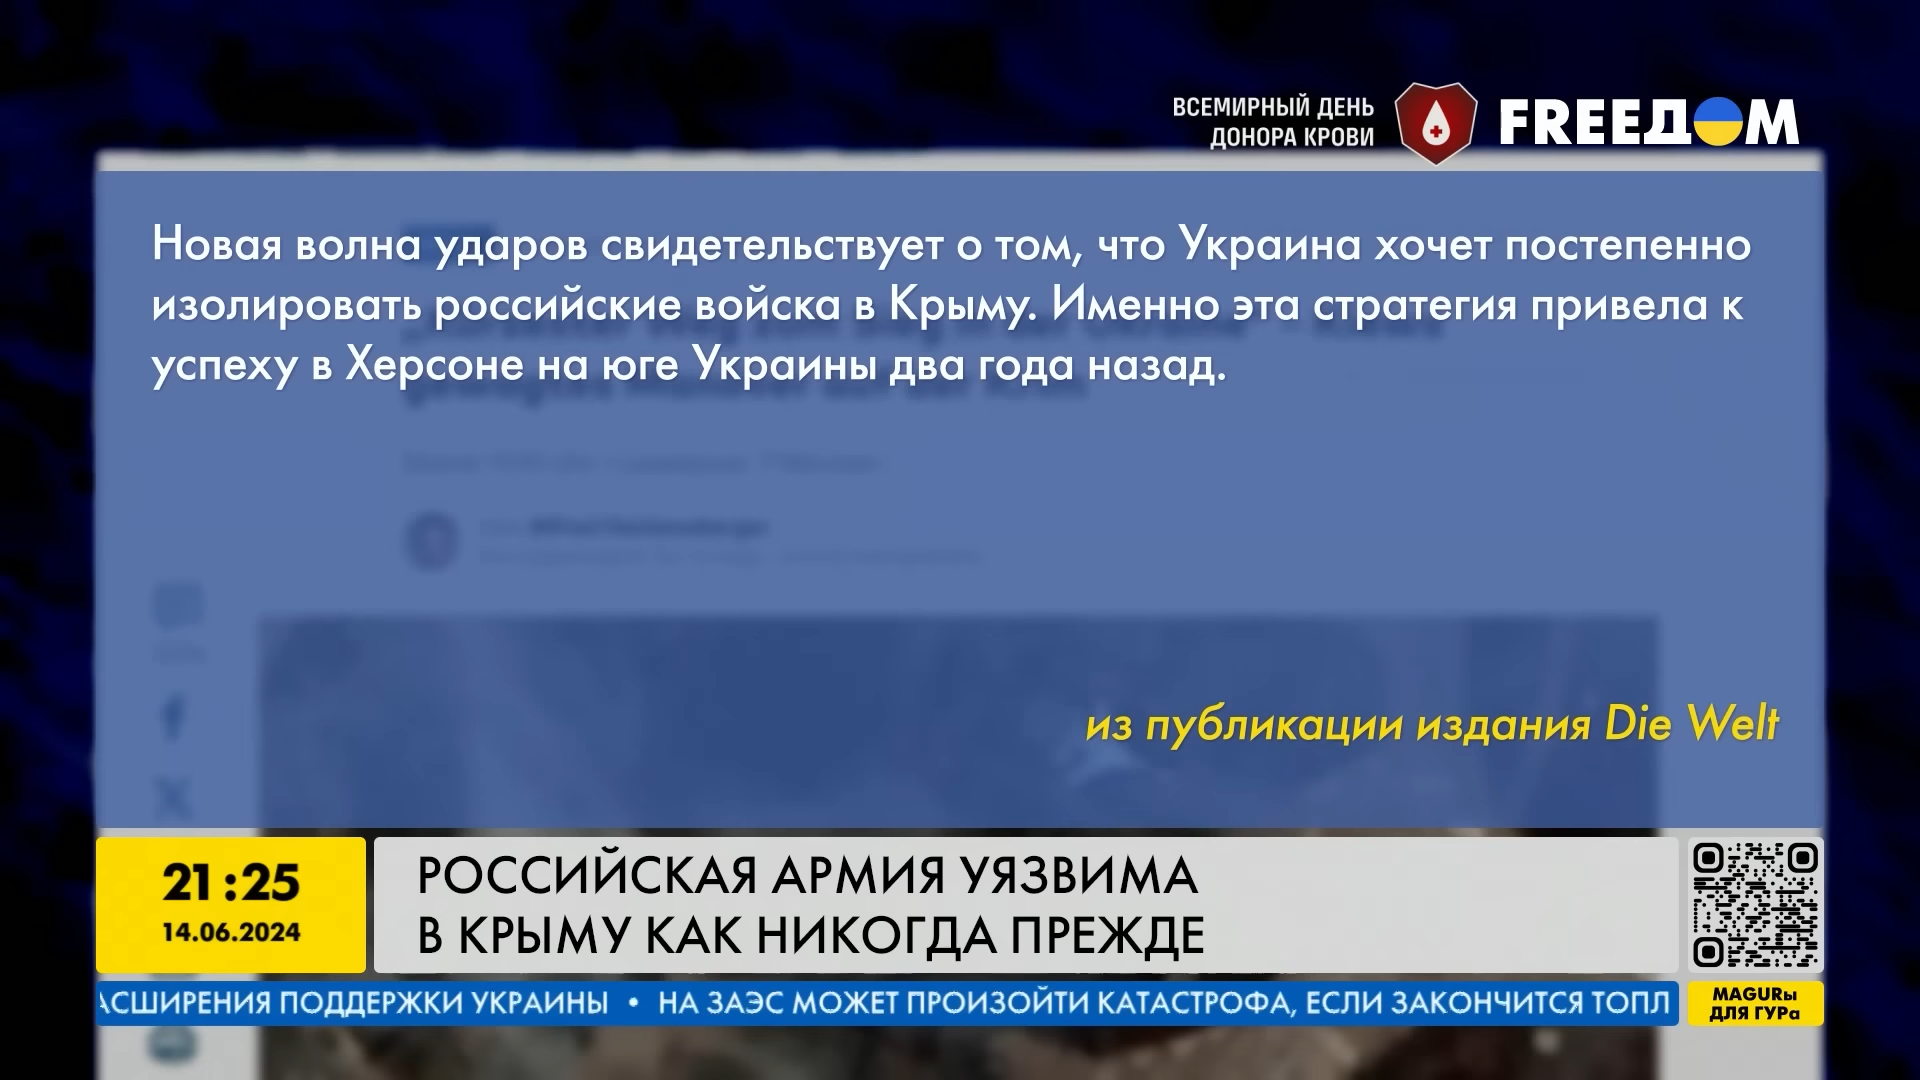 ВСЕМИРНЫЙ ДЕНЬ
ДОНОРА КРОВИ
FREEДОМ
Новая волна ударов свидетельствует о том, что Украина хочет постепенно
изолировать российские войска в Крыму. Именно эта стратегия привела к
успеху в Херсоне на юге Украины два года назад.
из публикации издания Die Welt
21:25
14.06.2024
РОССИЙСКАЯ АРМИЯ УЯЗВИМА
В КРЫМУ КАК НИКОГДА ПРЕЖДЕ
АСШИРЕНИЯ ПОДДЕРЖКИ УКРАИНЫ • НА ЗАЭС МОЖЕТ ПРОИЗОЙТИ КАТАСТРОФА, ЕСЛИ ЗАКОНЧИТСЯ ТОПЛ
MAGURы
ДЛЯ ГУРа